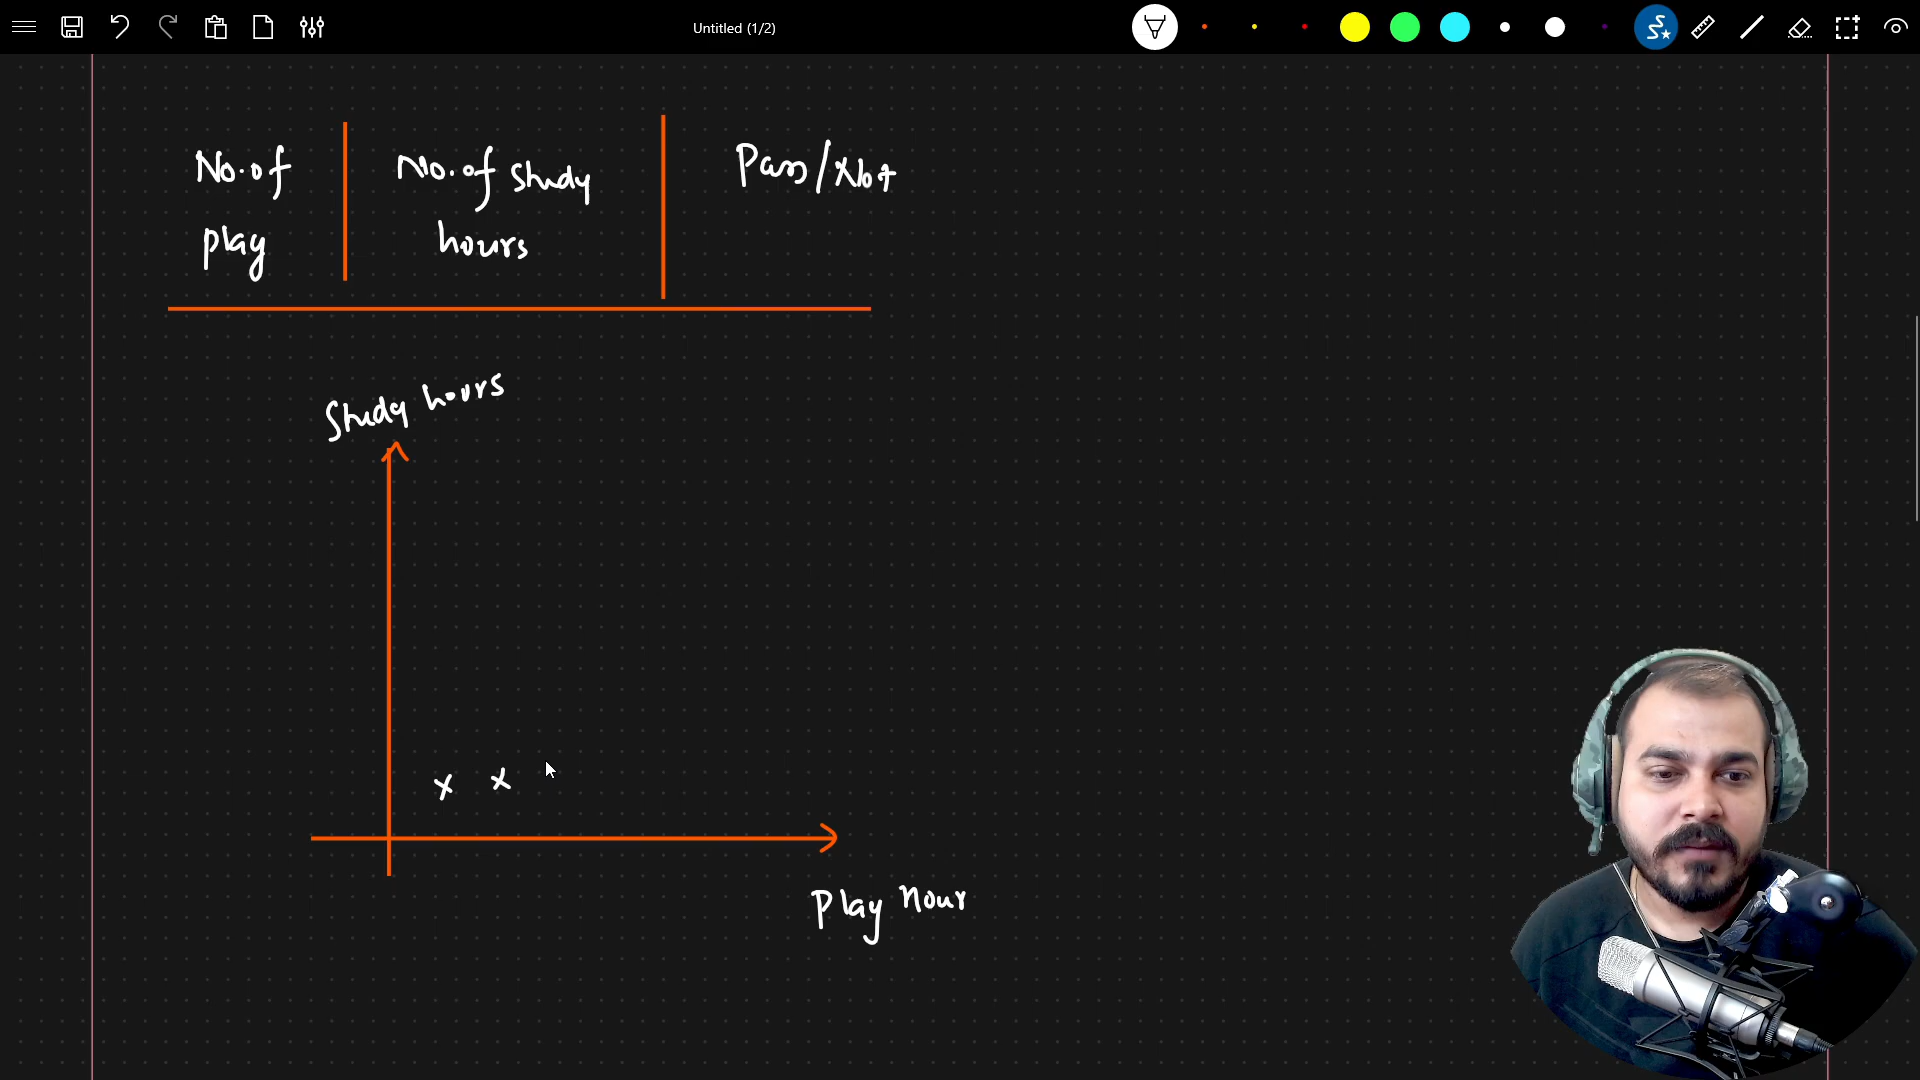 Untitled (1/2)
No. of
play
No. of study
hours
Pass/Not
Study hours
x x
Play Hour